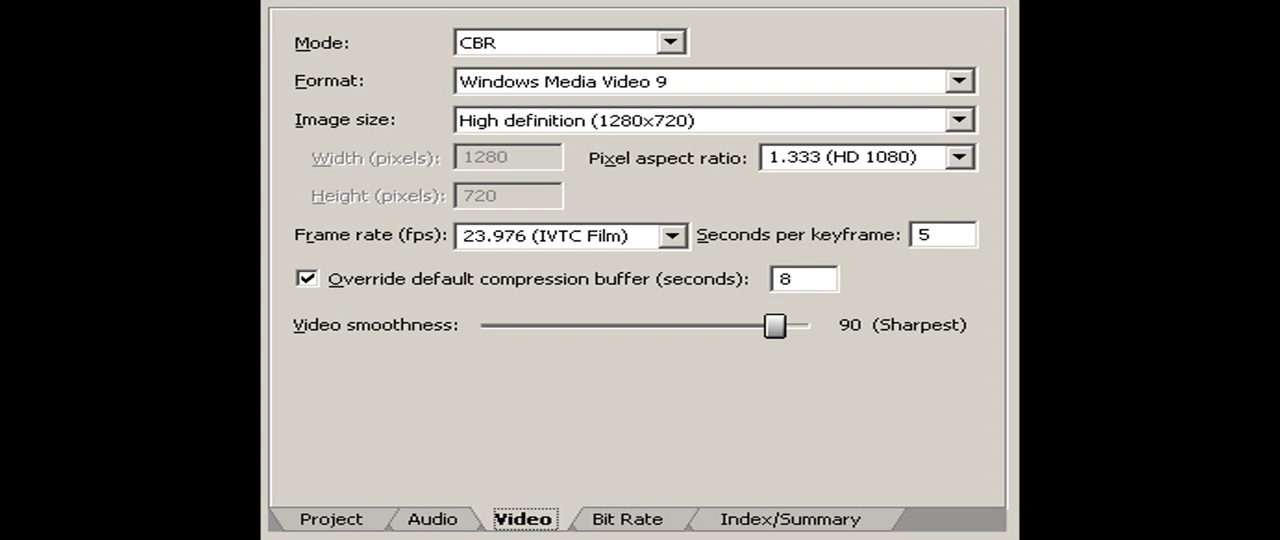 Mode: CBR
Format: Windows Media Video 9
Image size: High definition (1280x720)
Width (pixels): 1280 Pixel aspect ratio: 1.333 (HD 1080)
Height (pixels): 720
Frame rate (fps): 23.976 (IVTC Film) Seconds per keyframe: 5
Override default compression buffer (seconds): 8
Video smoothness: 90 (Sharpest)
Project Audio Video Bit Rate Index/Summary